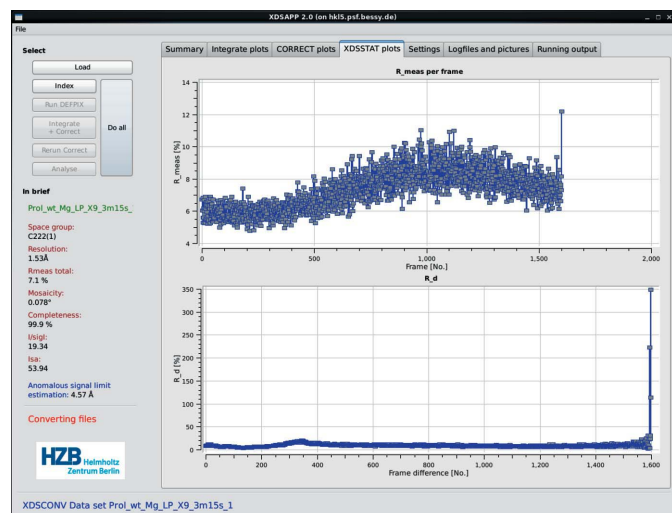 XDSAPP 2.0 (on hkl5.psf.bessy.de)
File
Select
Load
Index
Run DEFPIX
Integrate
+ Correct
Do all
Rerun Correct
Analyse
In brief
Prol_wt_Mg_LP_X9_3m15s_
Space group:
C222(1)
Resolution:
1.53Å
Rmeas total:
7.1 %
Mosaicity:
0.078°
Completeness:
99.9 %
I/sigI:
19.34
Isa:
53.94
Anomalous signal limit
estimation: 4.57 Å
Converting files
HZB Helmholtz
Zentrum Berlin
Summary Integrate plots CORRECT plots XDSSTAT plots Settings Logfiles and pictures Running output
R_meas per frame
R_meas [%]
14
12
10
8
6
4
0 500 1,000 1,500 2,000
Frame [No.]
R_d
R_d [%]
350
300
250
200
150
100
50
0
0 200 400 600 800 1,000 1,200 1,400 1,600
Frame difference [No.]
XDSCONV Data set Prol_wt_Mg_LP_X9_3m15s_1